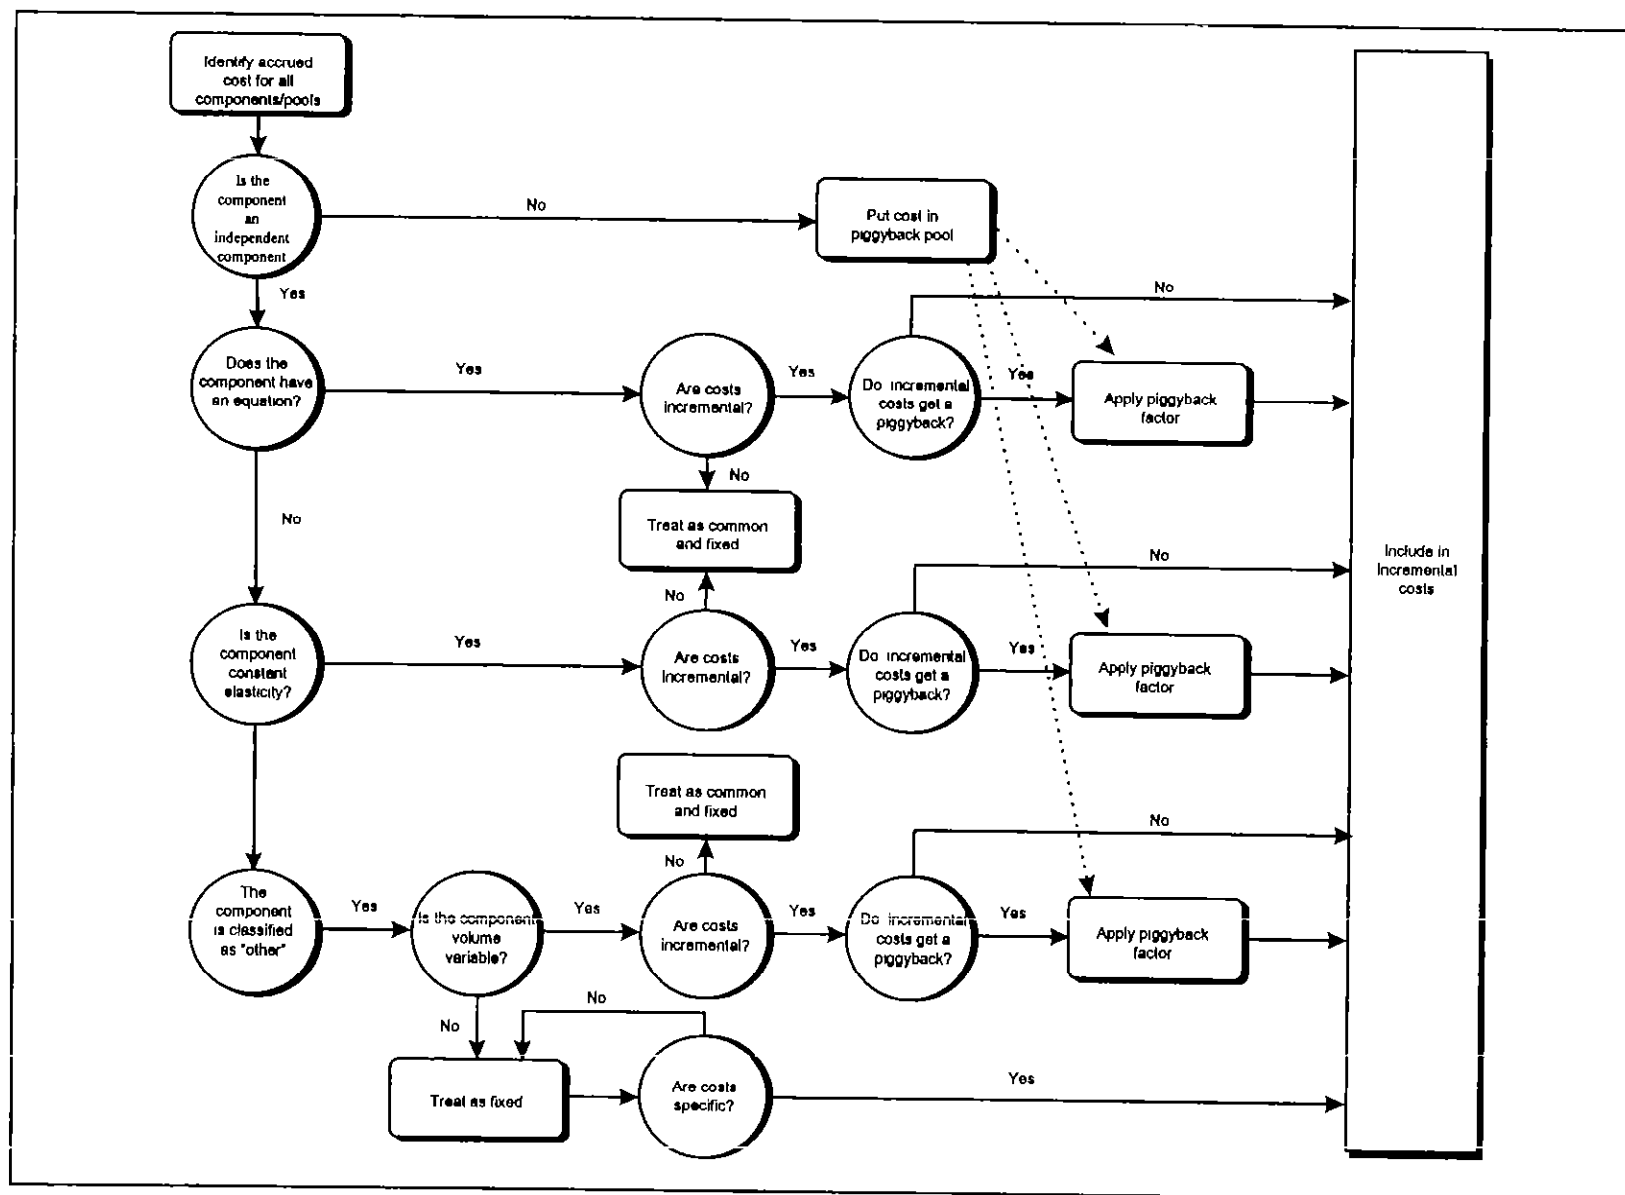 Identify accrued
cost for all
components/pools
Is the
component
an
independent
component
No
Put cost in
piggyback pool
Yes
No
Does the
component have
an equation?
Yes
Are costs
incremental?
Yes
Do incremental
costs get a
piggyback?
Yes
Apply piggyback
factor
No
No
Treat as common
and fixed
No
Include in
Incremental
costs
No
Is the
component
constant
elasticity?
Yes
Are costs
Incremental?
Yes
Do incremental
costs get a
piggyback?
Yes
Apply piggyback
factor
Treat as common
and fixed
No
No
The
component
is classified
as "other"
Yes
Is the component
volume
variable?
Yes
Are costs
incremental?
Yes
Do incremental
costs get a
piggyback?
Yes
Apply piggyback
factor
No
No
Treat as fixed
Are costs
specific?
Yes